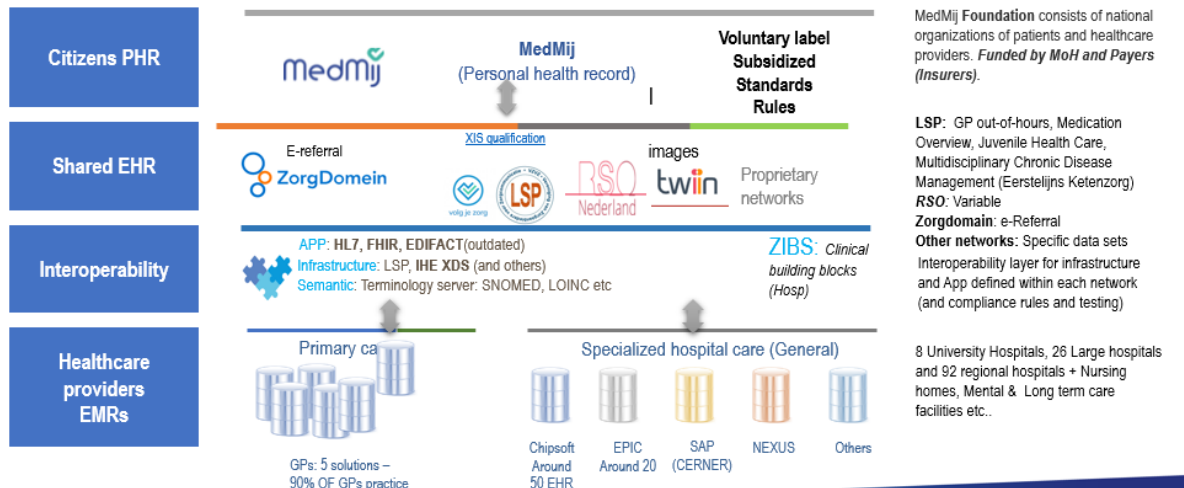 Citizens PHR
MedMij
MedMij
(Personal health record)
Voluntary label
Subsidized
Standards
Rules
MedMij Foundation consists of national
organizations of patients and healthcare
providers. Funded by MoH and Payers
(Insurers).
Shared EHR
XIS qualification
E-referral
ZorgDomein
volg je zorg
LSP
RSO
Nederland
images
twiin
Proprietary
networks
LSP: GP out-of-hours, Medication
Overview, Juvenile Health Care,
Multidisciplinary Chronic Disease
Management (Eerstelijns Ketenzorg)
RSO: Variable
Zorgdomain: e-Referral
Other networks: Specific data sets
Interoperability layer for infrastructure
and App defined within each network
(and compliance rules and testing)
Interoperability
APP: HL7, FHIR, EDIFACT(outdated)
Infrastructure: LSP, IHE XDS (and others)
Semantic: Terminology server: SNOMED, LOINC etc
ZIBS: Clinical
building blocks
(Hosp)
Healthcare
providers
EMRs
Primary ca
GPs: 5 solutions –
90% OF GPs practice
Specialized hospital care (General)
Chipsoft
Around
50 EHR
EPIC
Around 20
SAP
(CERNER)
NEXUS
Others
8 University Hospitals, 26 Large hospitals
and 92 regional hospitals + Nursing
homes, Mental & Long term care
facilities etc..